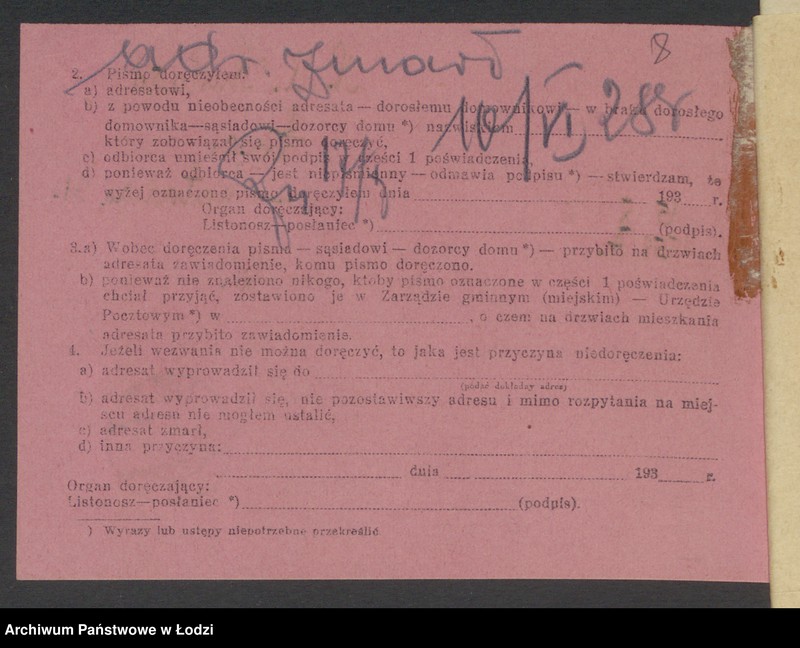 adr. zmarł
8
10/VI 28r
2. Pismo doręczyłem:
a) adresatowi,
b) z powodu nieobecności adresata — dorosłemu domownikowi — w braku dorosłego
domownika—sąsiadowi—dozorcy domu *) nazwiskiem
który zobowiązał się pismo doręczyć,
c) odbiorca umieścił swój podpis w części 1 poświadczenia,
d) ponieważ odbiorca — jest niepiśmienny — odmawia podpisu *) — stwierdzam, że
wyżej oznaczone pismo doręczyłem dnia 193 r.
Organ doręczający:
Listonosz—posłaniec *) (podpis).
3. a) Wobec doręczenia pisma — sąsiadowi — dozorcy domu *) — przybito na drzwiach
adresata zawiadomienie, komu pismo doręczono.
b) ponieważ nie znaleziono nikogo, ktoby pismo oznaczone w części 1 poświadczenia
chciał przyjąć, zostawiono je w Zarządzie gminnym (miejskim) — Urzędzie
Pocztowym *) w , o czem na drzwiach mieszkania
adresata przybito zawiadomienie.
4. Jeżeli wezwania nie można doręczyć, to jaka jest przyczyna niedoręczenia:
a) adresat wyprowadził się do
(podać dokładny adres)
b) adresat wyprowadził się, nie pozostawiwszy adresu i mimo rozpytania na miej-
scu adresu nie mogłem ustalić,
c) adresat zmarł,
d) inna przyczyna:
dnia 193 r.
Organ doręczający:
Listonosz—posłaniec *) (podpis).
*) Wyrazy lub ustępy niepotrzebne przekreślić.
Archiwum Państwowe w Łodzi